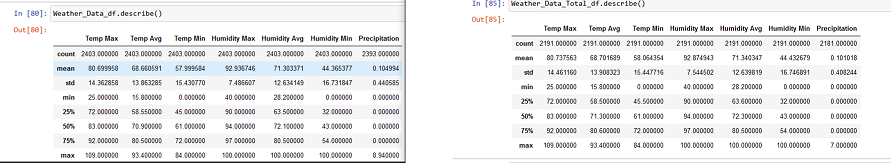 In [80]: Weather_Data_df.describe()
Out[80]:
Temp Max Temp Avg Temp Min Humidity Max Humidity Avg Humidity Min Precipitation
count 2403.000000 2403.000000 2403.000000 2403.000000 2403.000000 2403.000000 2393.000000
mean 80.699958 68.660591 57.999584 92.936746 71.303371 44.365377 0.104994
std 14.362858 13.863285 15.430770 7.486607 12.634149 16.731847 0.440585
min 25.000000 15.800000 0.000000 40.000000 28.200000 0.000000 0.000000
25% 72.000000 58.550000 45.500000 90.000000 63.500000 32.000000 0.000000
50% 83.000000 70.900000 61.000000 94.000000 72.100000 43.000000 0.000000
75% 92.000000 80.500000 72.000000 97.000000 80.500000 54.000000 0.000000
max 109.000000 93.400000 84.000000 100.000000 100.000000 100.000000 8.940000
In [85]: Weather_Data_Total_df.describe()
Out[85]:
Temp Max Temp Avg Temp Min Humidity Max Humidity Avg Humidity Min Precipitation
count 2191.000000 2191.000000 2191.000000 2191.000000 2191.000000 2191.000000 2181.000000
mean 80.737563 68.701689 58.064354 92.874943 71.340347 44.432679 0.101018
std 14.461160 13.908323 15.447716 7.544502 12.639819 16.746891 0.408244
min 25.000000 15.800000 0.000000 40.000000 28.200000 0.000000 0.000000
25% 72.000000 58.500000 45.500000 90.000000 63.600000 32.000000 0.000000
50% 83.000000 71.300000 61.000000 94.000000 72.300000 43.000000 0.000000
75% 92.000000 80.600000 72.000000 97.000000 80.500000 54.000000 0.000000
max 109.000000 93.400000 84.000000 100.000000 100.000000 100.000000 7.000000